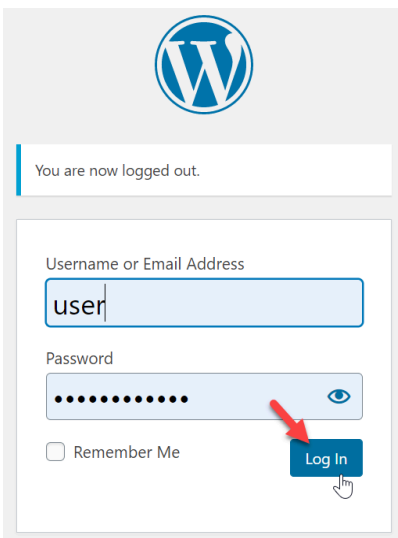 You are now logged out.
Username or Email Address
user
Password
••••••••••••
Remember Me
Log In